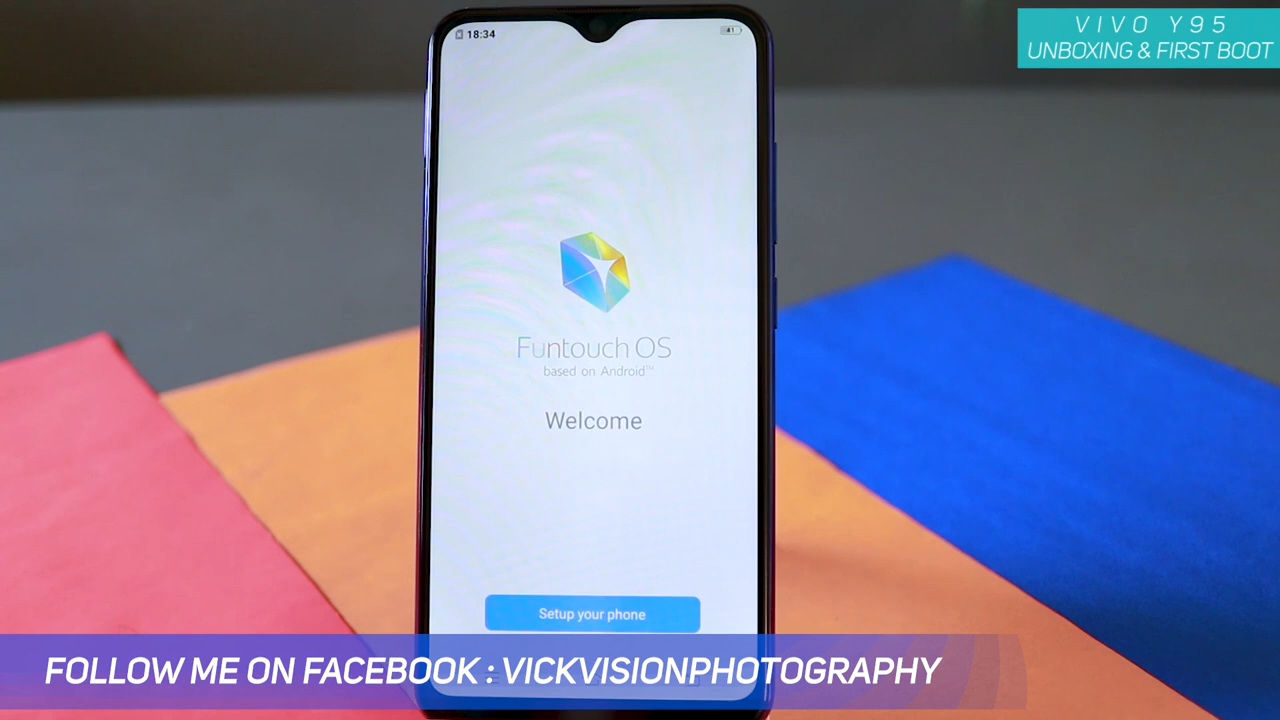 VIVO Y95
UNBOXING & FIRST BOOT
18:34
41
Funtouch OS
based on Android™
Welcome
Setup your phone
FOLLOW ME ON FACEBOOK : VICKVISIONPHOTOGRAPHY